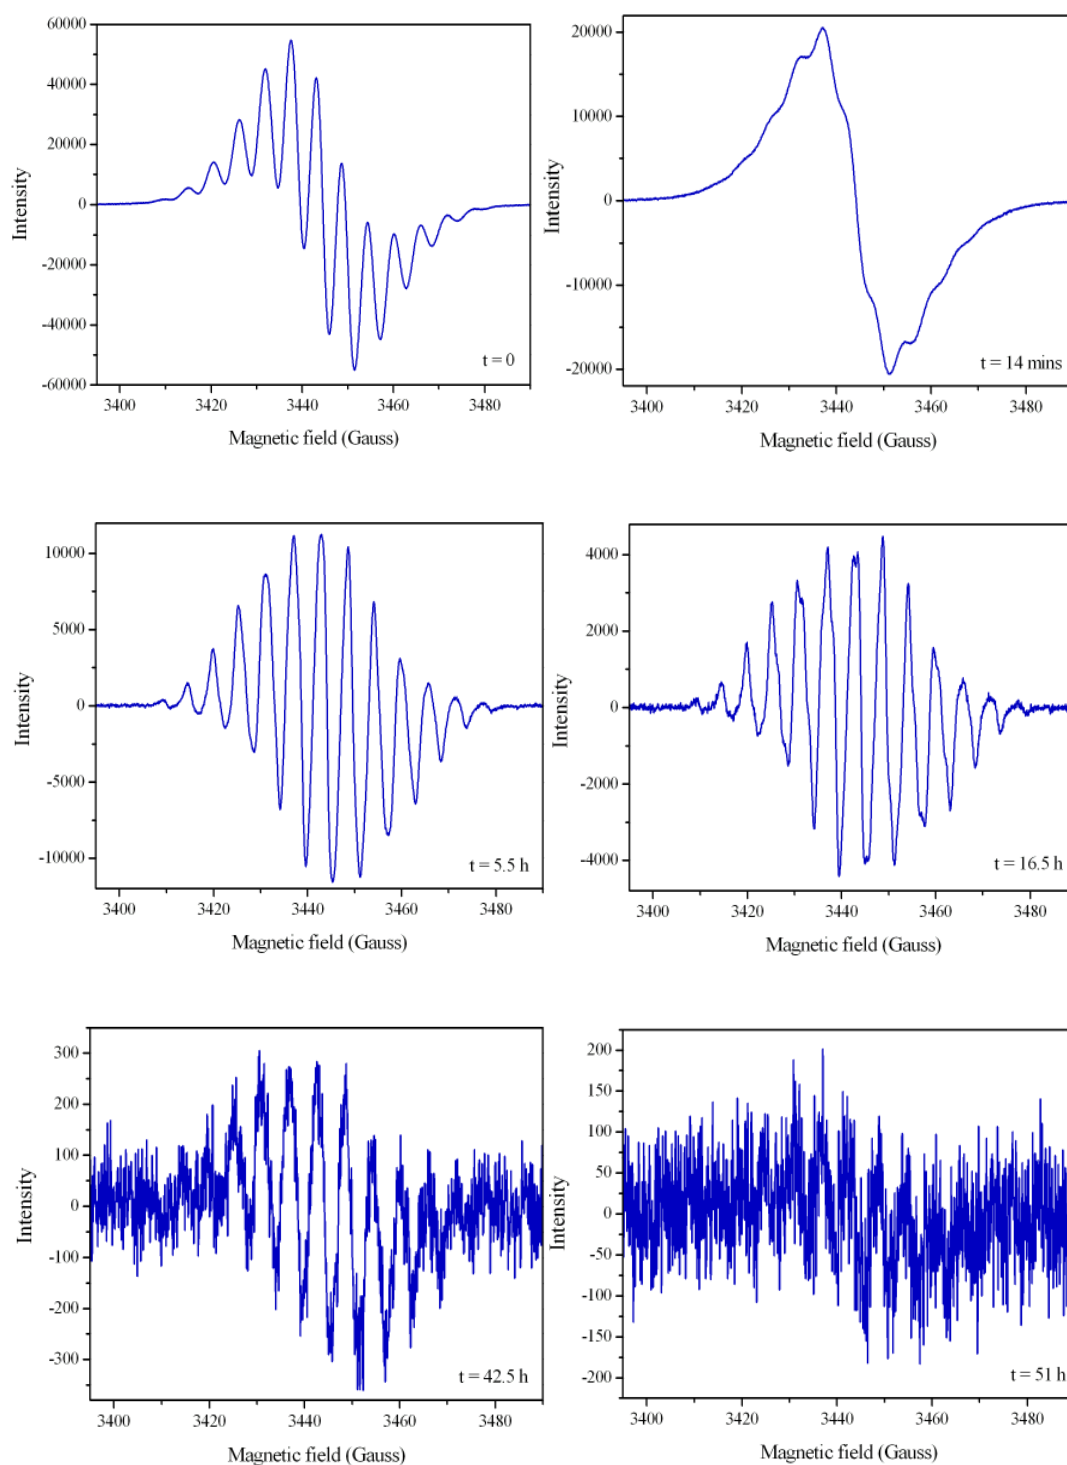 60000
40000
20000
0
-20000
-40000
-60000
Intensity
t = 0
3400 3420 3440 3460 3480
Magnetic field (Gauss)
20000
10000
0
-10000
-20000
Intensity
t = 14 mins
3400 3420 3440 3460 3480
Magnetic field (Gauss)
10000
5000
0
-5000
-10000
Intensity
t = 5.5 h
3400 3420 3440 3460 3480
Magnetic field (Gauss)
4000
2000
0
-2000
-4000
Intensity
t = 16.5 h
3400 3420 3440 3460 3480
Magnetic field (Gauss)
300
200
100
0
-100
-200
-300
Intensity
t = 42.5 h
3400 3420 3440 3460 3480
Magnetic field (Gauss)
200
150
100
50
0
-50
-100
-150
-200
Intensity
t = 51 h
3400 3420 3440 3460 3480
Magnetic field (Gauss)